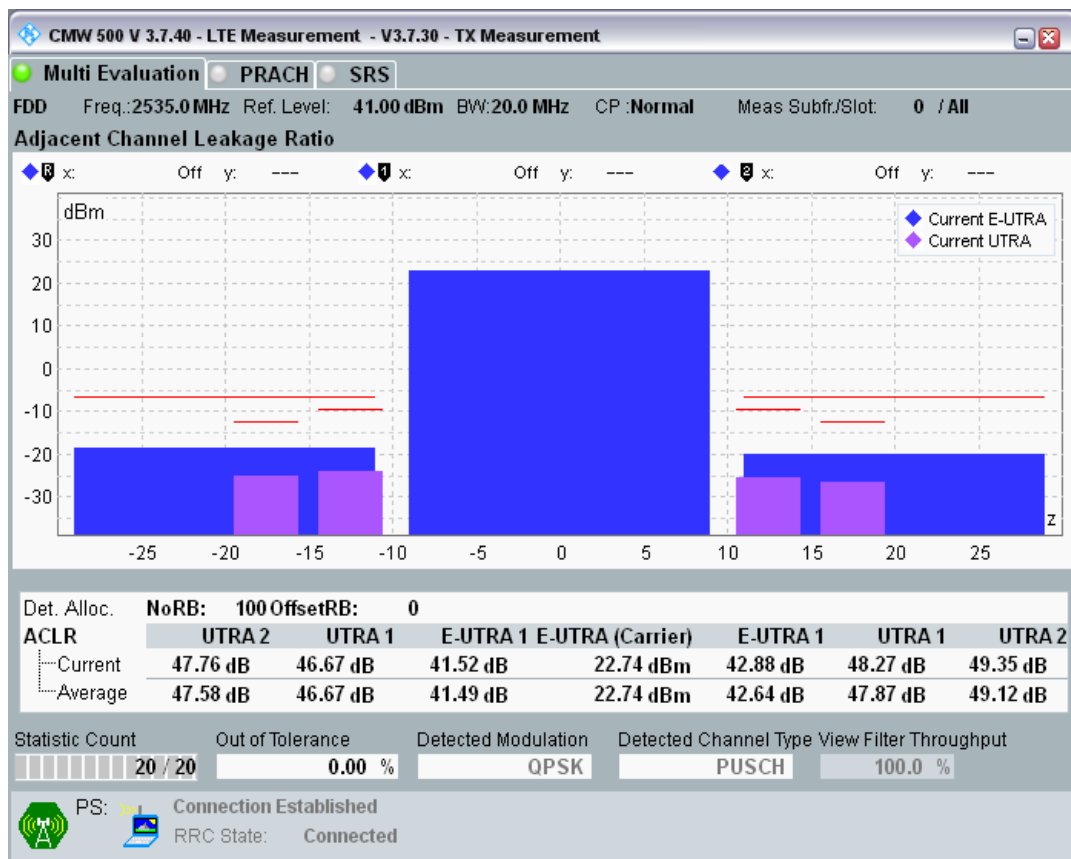 CMW 500 V 3.7.40 - LTE Measurement - V3.7.30 - TX Measurement
Multi Evaluation PRACH SRS
FDD Freq.:2535.0 MHz Ref. Level: 41.00 dBm BW:20.0 MHz CP :Normal Meas Subfr./Slot: 0 / All
Adjacent Channel Leakage Ratio
R x: Off y: --- 1 x: Off y: --- 2 x: Off y: ---
dBm
Current E-UTRA
Current UTRA
30
20
10
0
-10
-20
-30
z
-25 -20 -15 -10 -5 0 5 10 15 20 25
Det. Alloc. NoRB: 100 OffsetRB: 0
ACLR UTRA 2 UTRA 1 E-UTRA 1 E-UTRA (Carrier) E-UTRA 1 UTRA 1 UTRA 2
Current 47.76 dB 46.67 dB 41.52 dB 22.74 dBm 42.88 dB 48.27 dB 49.35 dB
Average 47.58 dB 46.67 dB 41.49 dB 22.74 dBm 42.64 dB 47.87 dB 49.12 dB
Statistic Count Out of Tolerance Detected Modulation Detected Channel Type View Filter Throughput
20 / 20 0.00 % QPSK PUSCH 100.0 %
PS: Connection Established
RRC State: Connected